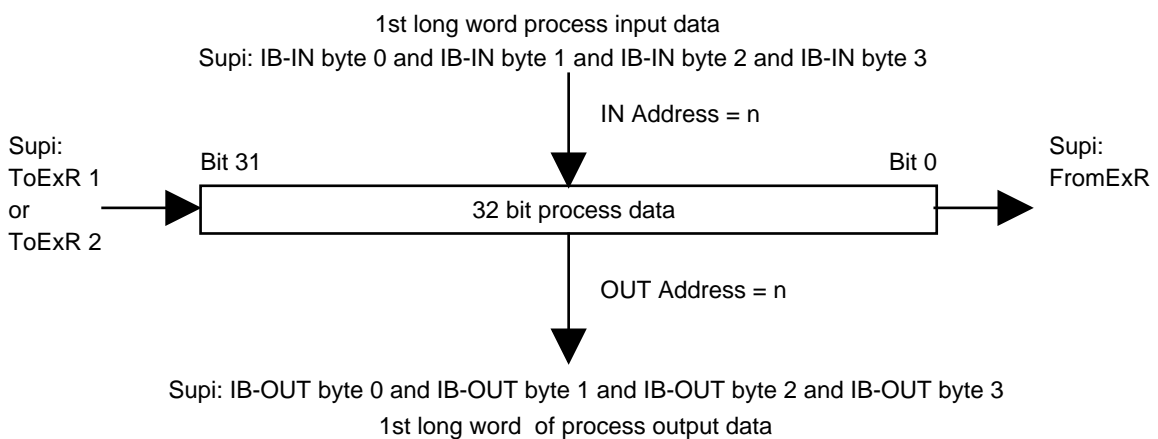 1st long word process input data
Supi: IB-IN byte 0 and IB-IN byte 1 and IB-IN byte 2 and IB-IN byte 3
IN Address = n
Supi:
ToExR 1
or
ToExR 2
Bit 31
Bit 0
Supi:
FromExR
32 bit process data
OUT Address = n
Supi: IB-OUT byte 0 and IB-OUT byte 1 and IB-OUT byte 2 and IB-OUT byte 3
1st long word of process output data